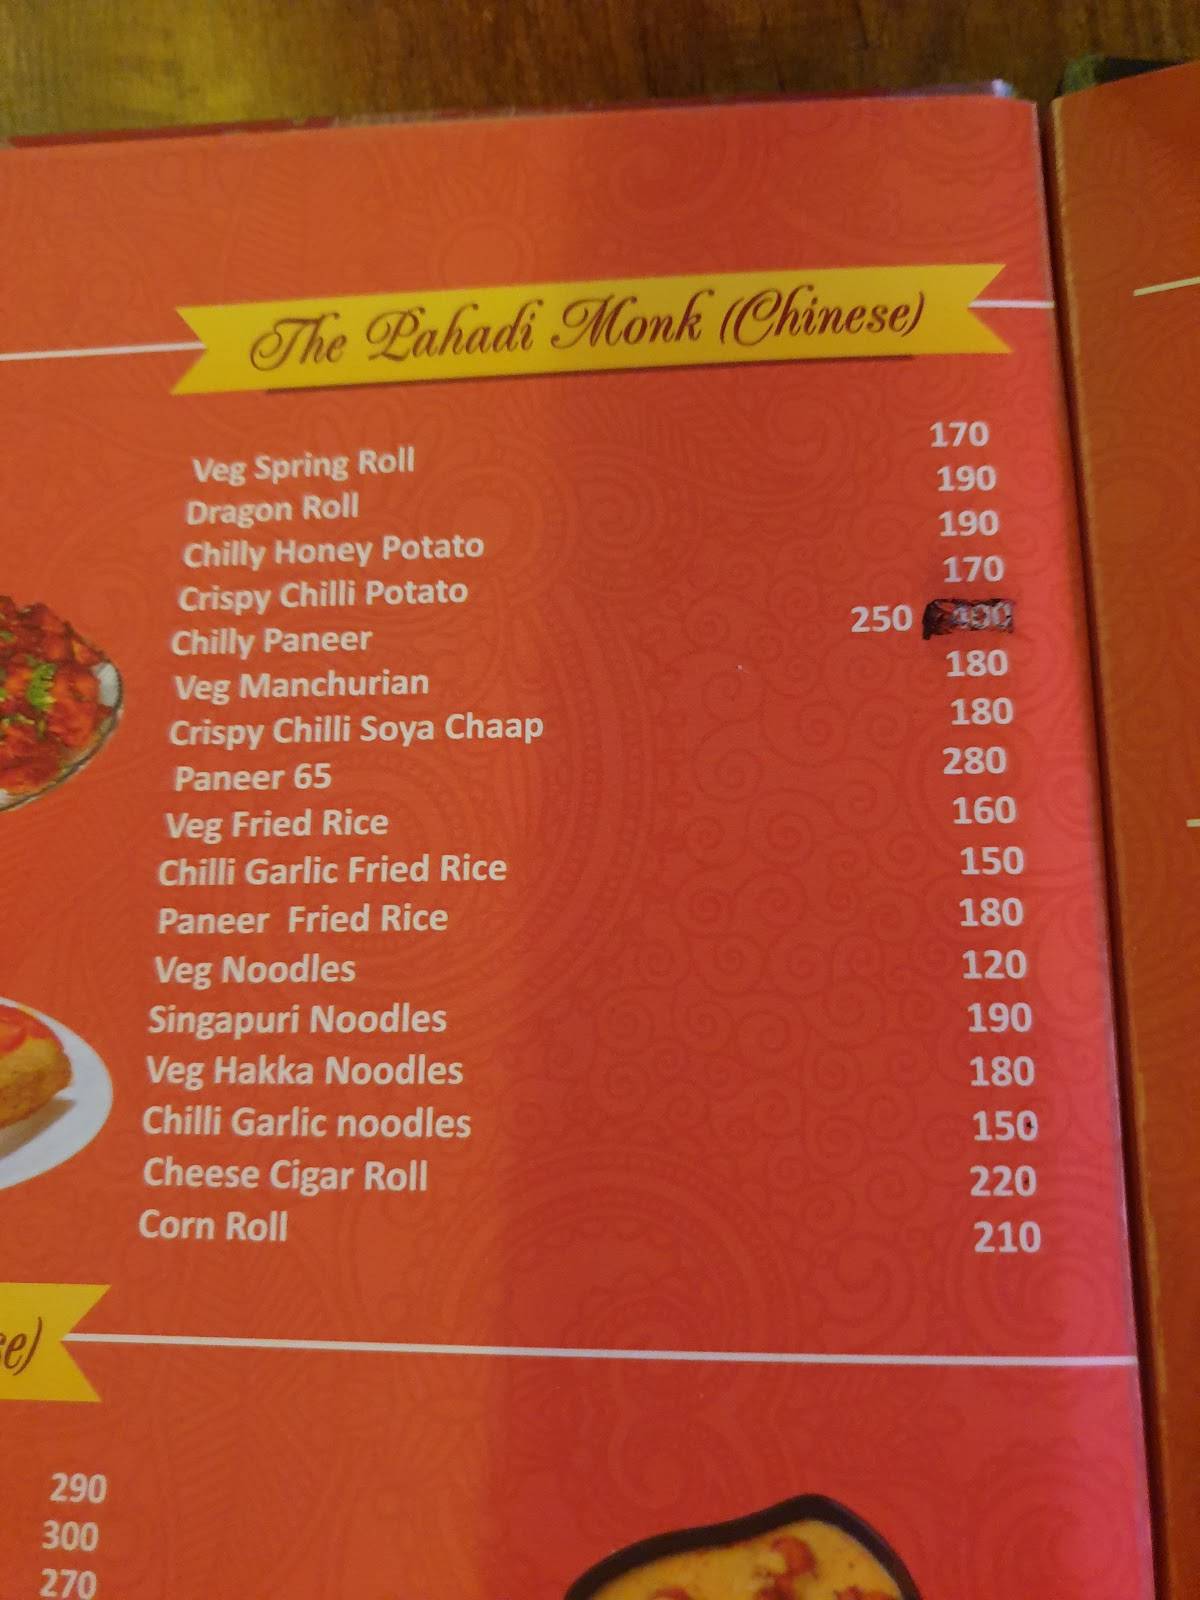 The Pahadi Monk (Chinese)
Veg Spring Roll 170
Dragon Roll 190
Chilly Honey Potato 190
Crispy Chilli Potato 170
Chilly Paneer 250 400
Veg Manchurian 180
Crispy Chilli Soya Chaap 180
Paneer 65 280
Veg Fried Rice 160
Chilli Garlic Fried Rice 150
Paneer Fried Rice 180
Veg Noodles 120
Singapuri Noodles 190
Veg Hakka Noodles 180
Chilli Garlic noodles 150
Cheese Cigar Roll 220
Corn Roll 210
se)
290
300
270